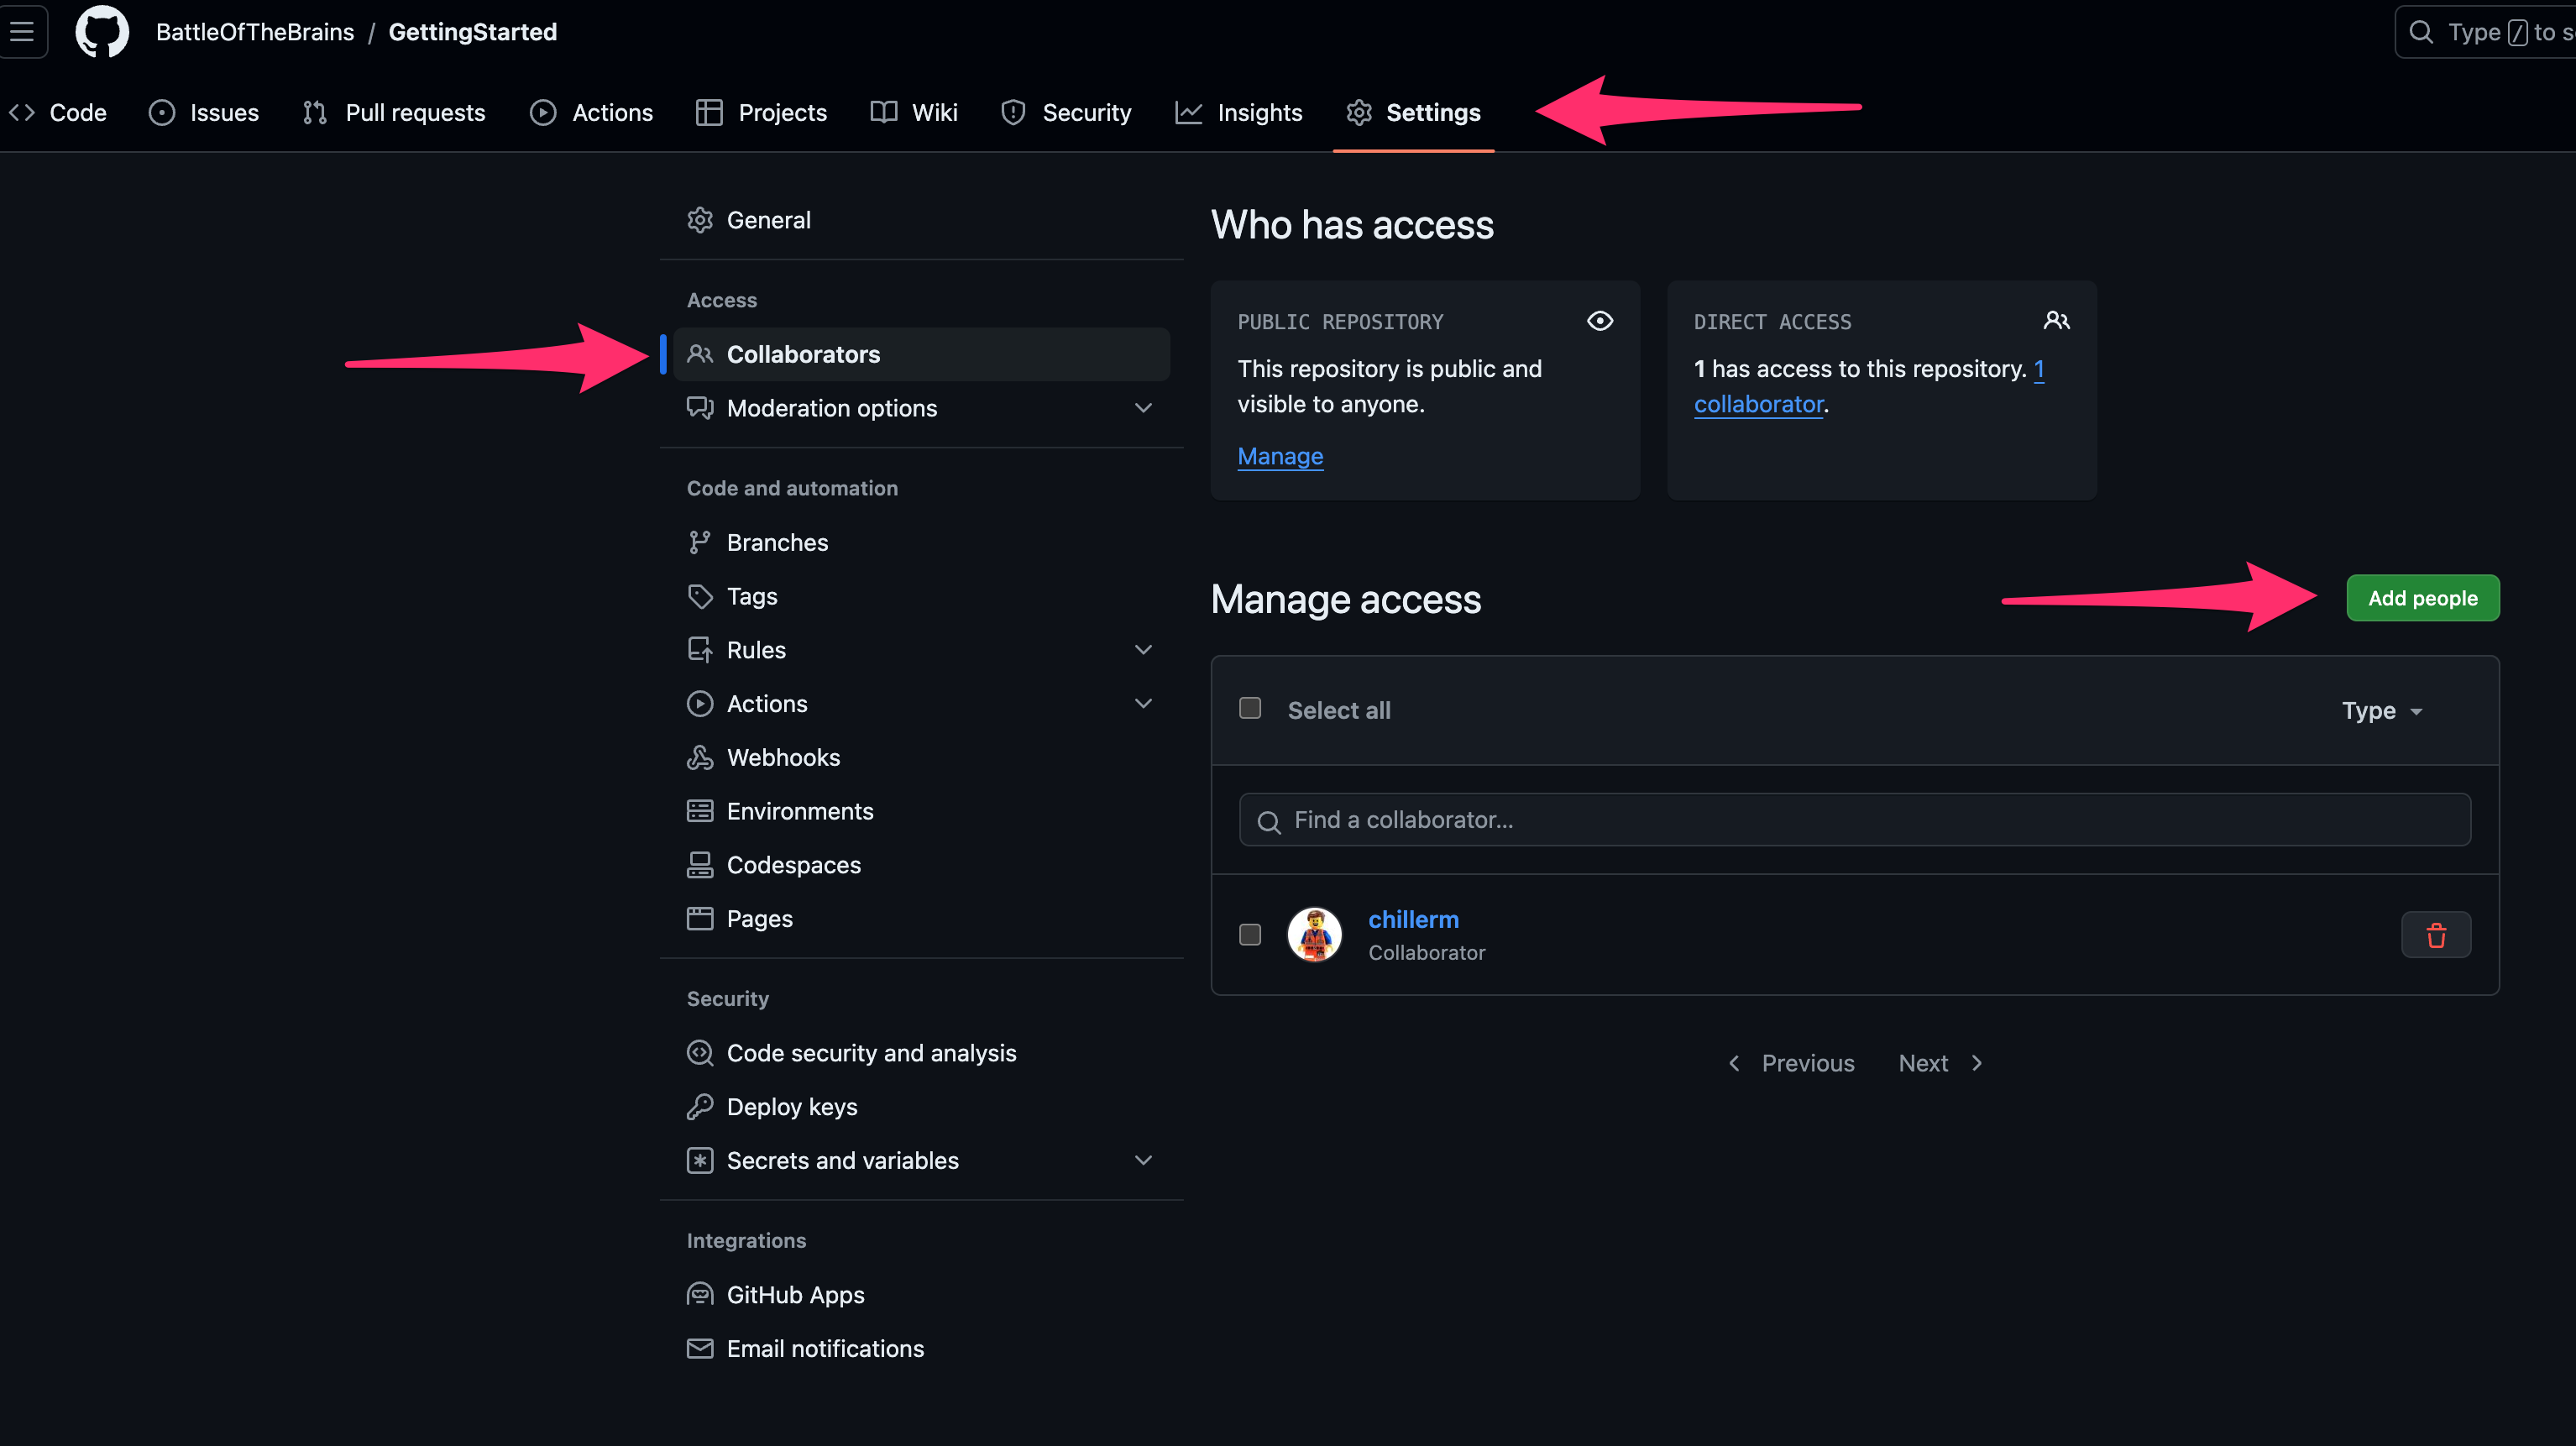 BattleOfTheBrains / GettingStarted
Type / to s
Code Issues Pull requests Actions Projects Wiki Security Insights Settings
General
Access
Collaborators
Moderation options
Code and automation
Branches
Tags
Rules
Actions
Webhooks
Environments
Codespaces
Pages
Security
Code security and analysis
Deploy keys
Secrets and variables
Integrations
GitHub Apps
Email notifications
Who has access
PUBLIC REPOSITORY
This repository is public and
visible to anyone.
Manage
DIRECT ACCESS
1 has access to this repository. 1
collaborator.
Manage access
Add people
Select all
Type
Find a collaborator...
chillerm
Collaborator
Previous Next